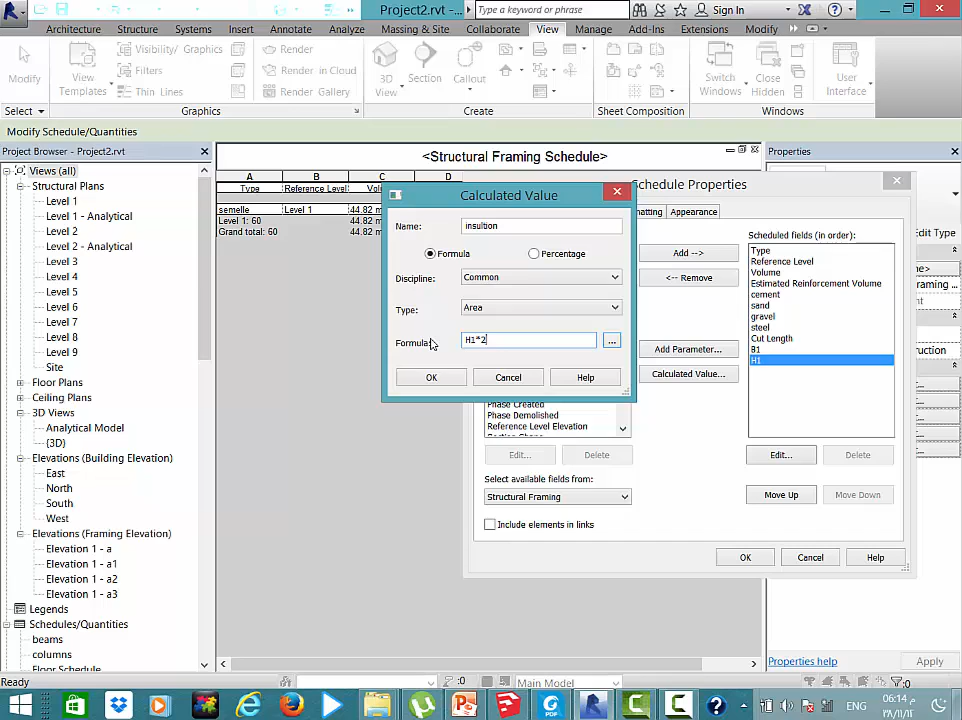 Project2.rvt -...
Type a keyword or phrase
Sign In
Architecture Structure Systems Insert Annotate Analyze Massing & Site Collaborate View Manage Add-Ins Extensions Modify
Modify
View Templates
Visibility/ Graphics
Filters
Thin Lines
Render
Render in Cloud
Render Gallery
3D View
Section
Callout
Switch Windows
Close Hidden
User Interface
Select
Graphics
Create
Sheet Composition
Windows
Modify Schedule/Quantities
Project Browser - Project2.rvt
Views (all)
Structural Plans
Level 1
Level 1 - Analytical
Level 2
Level 2 - Analytical
Level 3
Level 4
Level 5
Level 6
Level 7
Level 8
Level 9
Site
Floor Plans
Ceiling Plans
3D Views
Analytical Model
{3D}
Elevations (Building Elevation)
East
North
South
West
Elevations (Framing Elevation)
Elevation 1 - a
Elevation 1 - a1
Elevation 1 - a2
Elevation 1 - a3
Legends
Schedules/Quantities
beams
columns
Floor Schedule
<Structural Framing Schedule>
A B C D
Type Reference Level Volu
semelle Level 1 44.82 m
Level 1: 60 44.82 m
Grand total: 60 44.82 m
Calculated Value
Name: insultion
Formula Percentage
Discipline: Common
Type: Area
Formula: H1*2 ...
OK Cancel Help
Schedule Properties
matting Appearance
Scheduled fields (in order):
Type
Reference Level
Volume
Estimated Reinforcement Volume
cement
sand
gravel
steel
Cut Length
B1
H1
Add -->
<-- Remove
Add Parameter...
Calculated Value...
Phase Created
Phase Demolished
Reference Level Elevation
Edit... Delete
Edit... Delete
Select available fields from:
Structural Framing
Move Up Move Down
Include elements in links
OK Cancel Help
Properties
dit Type
e>
raming ...
nt
ruction
Properties help
Apply
Ready
:0
Main Model
:0
ENG
06:14 م